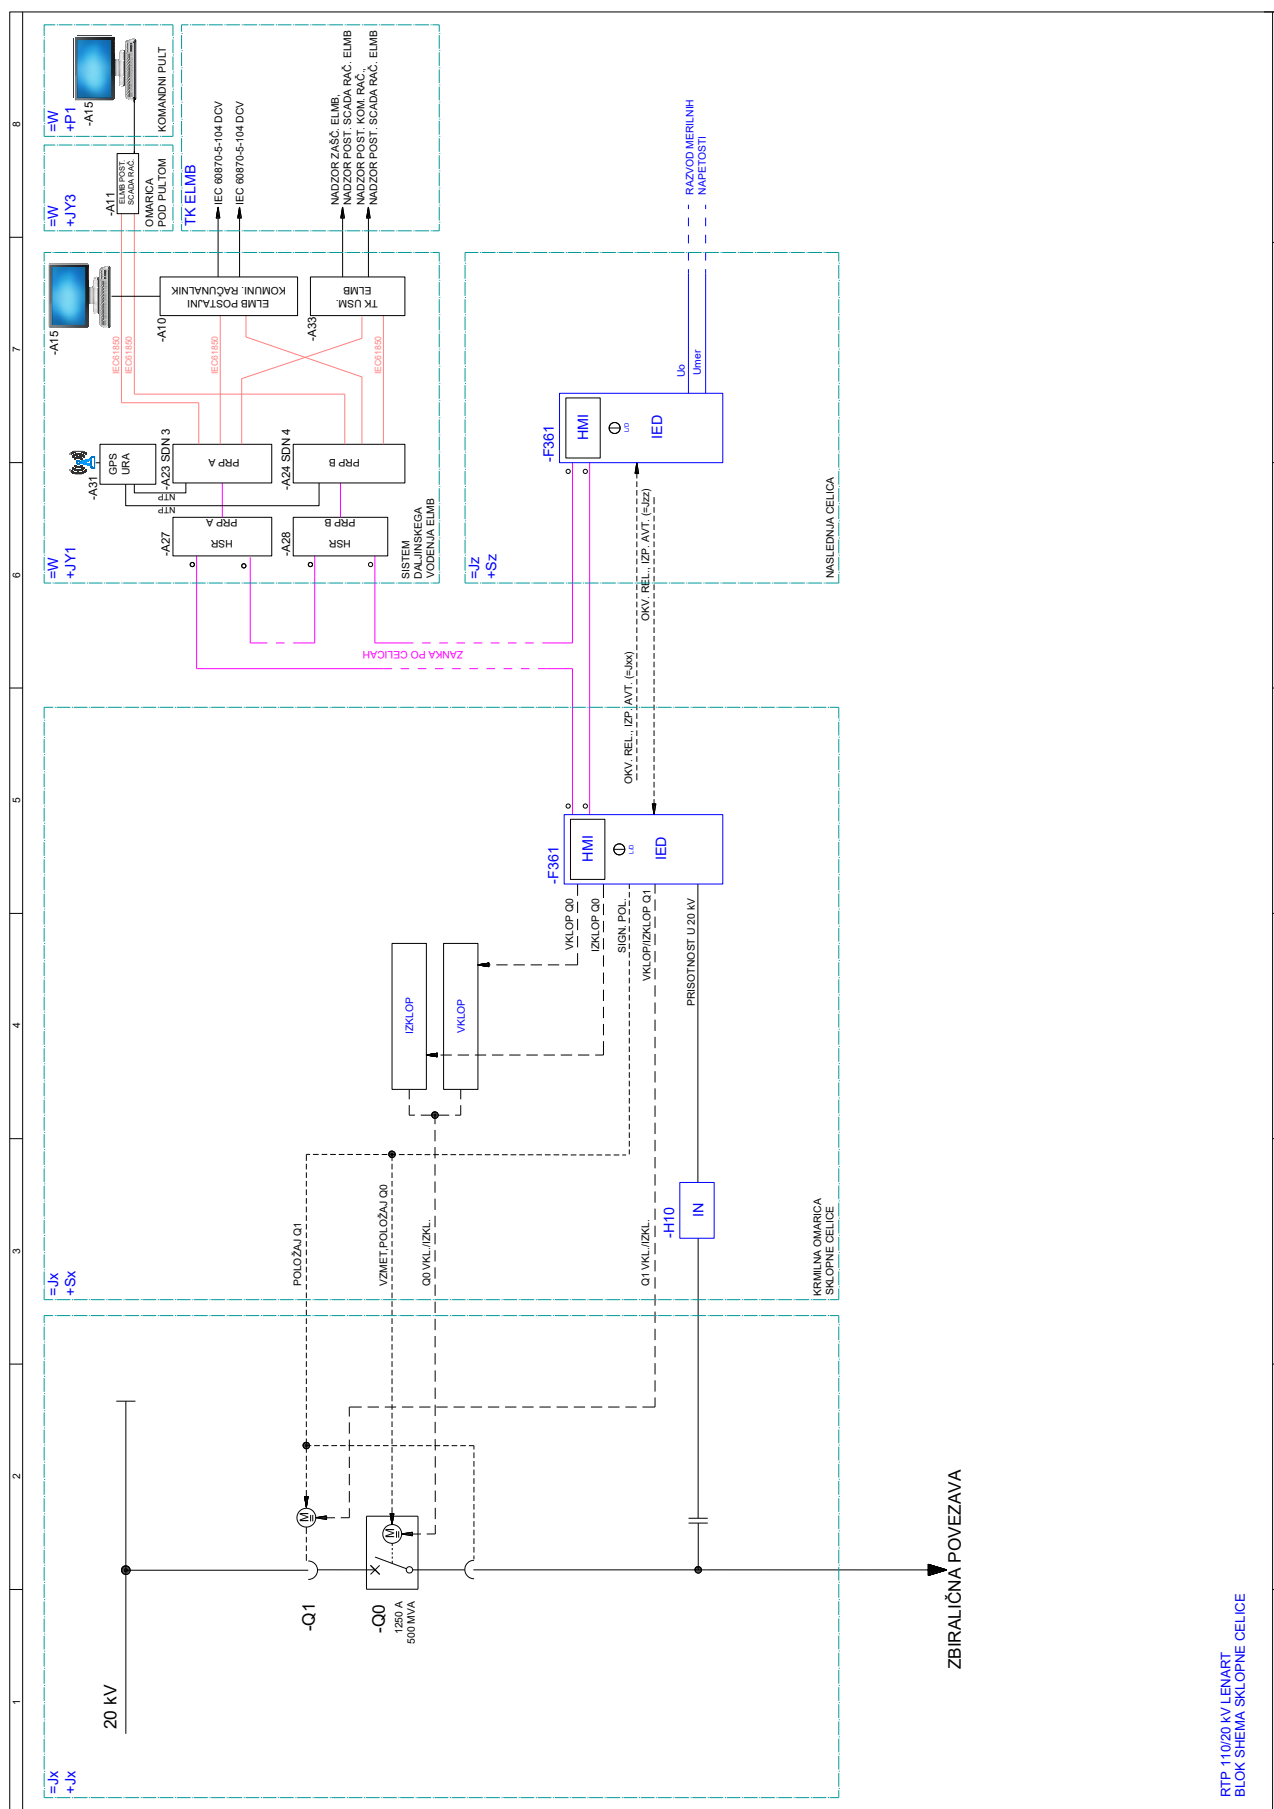 1
2
3
4
5
6
7
8
=Jx
+Jx
20 kV
-Q1
-Q0
1250 A
500 MVA
M
M
ZBIRALIČNA POVEZAVA
=Jx
+Sx
POLOŽAJ Q1
VZMET,POLOŽAJ Q0
Q0 VKL./IZKL.
Q1 VKL./IZKL.
-H10
IN
IZKLOP
VKLOP
VKLOP Q0
IZKLOP Q0
SIGN. POL.
VKLOP/IZKLOP Q1
PRISOTNOST U 20 kV
-F361
HMI
L/D
IED
KRMILNA OMARICA
SKLOPNE CELICE
OKV. REL., IZP. AVT. (=Jxx)
OKV. REL., IZP. AVT. (=Jzz)
ZANKA PO CELICAH
=W
+JY1
-A27
HSR
PRP A
-A28
HSR
PRP B
NTP
NTP
-A31
GPS
URA
-A23 SDN 3
PRP A
-A24 SDN 4
PRP B
SISTEM
DALJINSKEGA
VODENJA ELMB
IEC61850
IEC61850
IEC61850
IEC61850
-A15
-A10
ELMB POSTAJNI
KOMUNI. RAČUNALNIK
-A33
TK USM.
ELMB
=Jz
+Sz
-F361
HMI
L/D
IED
Uo
Umer
RAZVOD MERILNIH
NAPETOSTI
NASLEDNJA CELICA
=W
+JY3
-A11
ELMB POST.
SCADA RAČ.
OMARICA
POD PULTOM
=W
+P1
-A15
KOMANDNI PULT
TK ELMB
IEC 60870-5-104 DCV
IEC 60870-5-104 DCV
NADZOR ZAŠČ. ELMB,
NADZOR POST. SCADA RAČ. ELMB
NADZOR POST. KOM. RAČ.,
NADZOR POST. SCADA RAČ. ELMB
RTP 110/20 kV LENART
BLOK SHEMA SKLOPNE CELICE